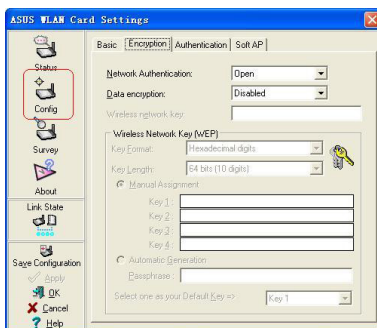 ASUS WLAN Card Settings
Status
Config
Survey
About
Link State
Save Configuration
Apply
OK
Cancel
Help
Basic Encryption Authentication Soft AP
Network Authentication: Open
Data encryption: Disabled
Wireless network key:
Wireless Network Key (WEP)
Key Format: Hexadecimal digits
Key Length: 64 bits (10 digits)
Manual Assignment
Key 1 :
Key 2 :
Key 3 :
Key 4 :
Automatic Generation
Passphrase :
Select one as your Default Key => Key 1